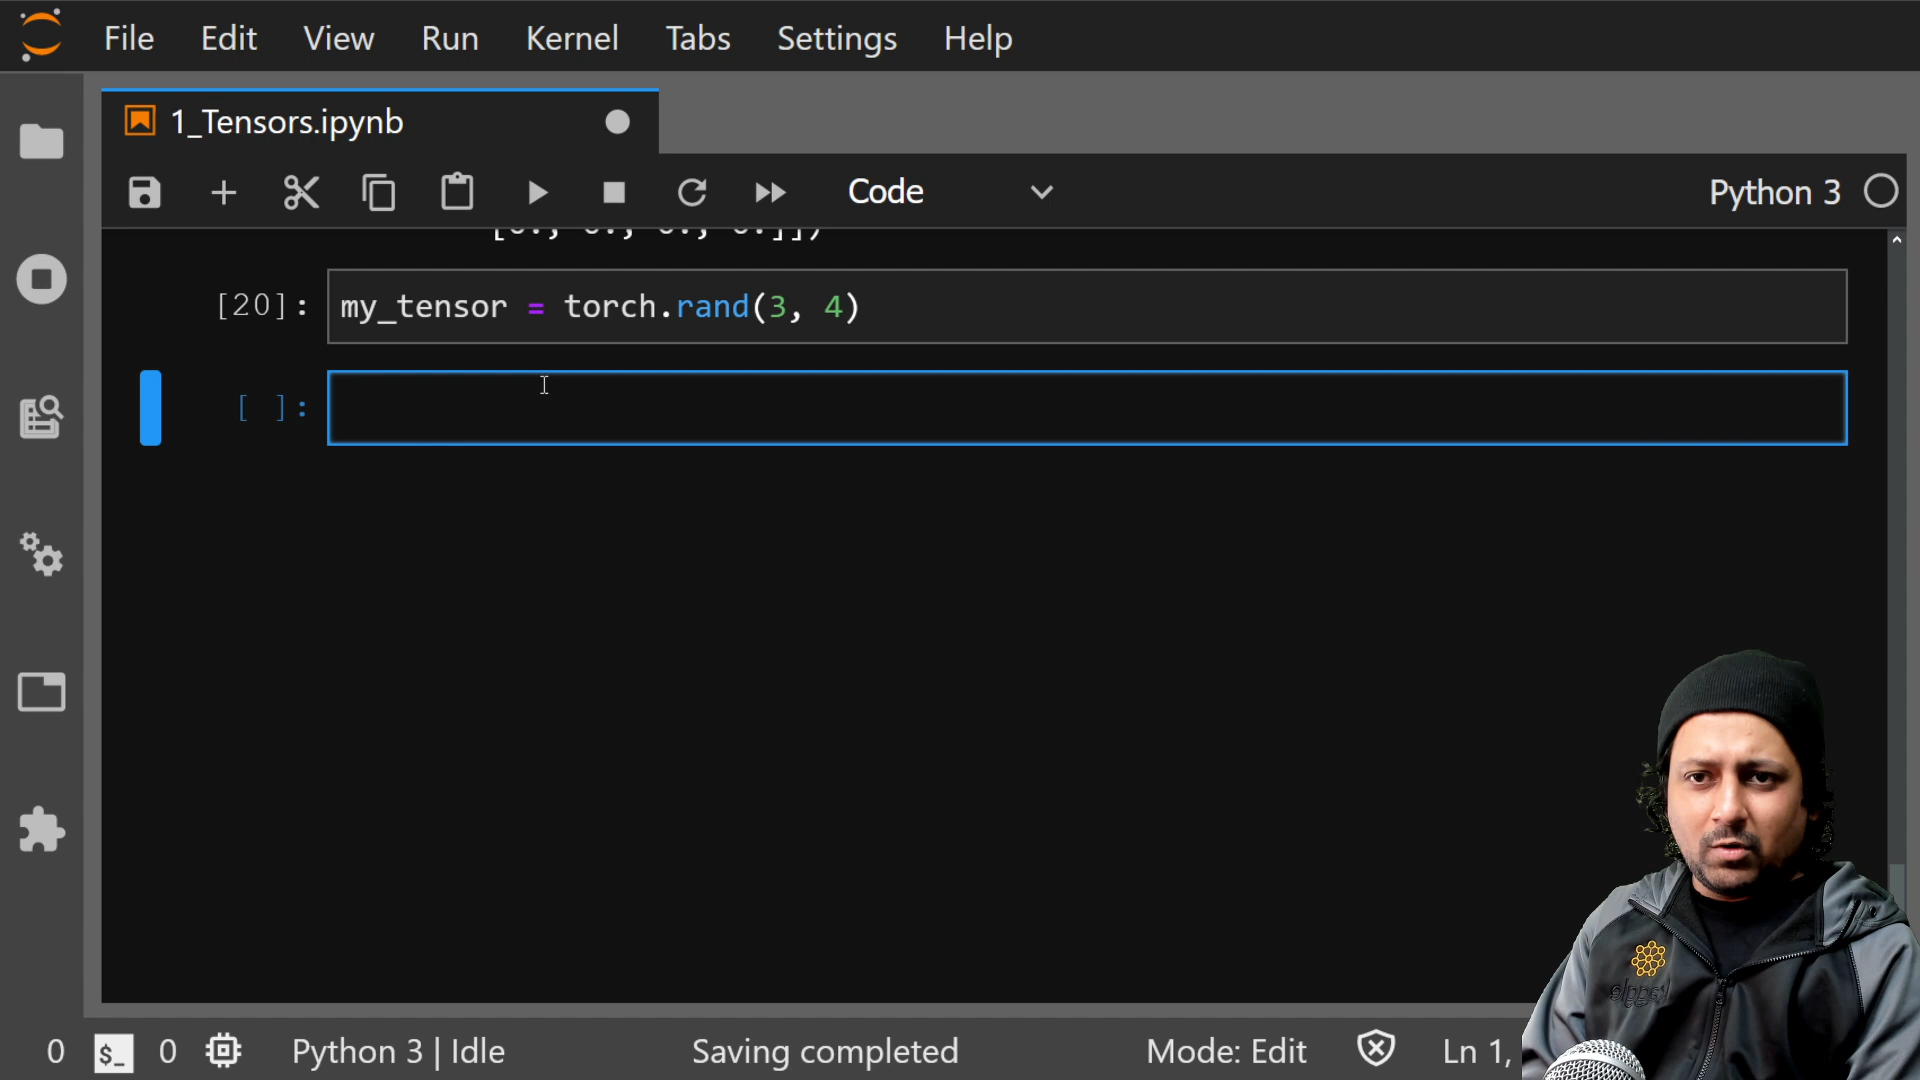 File Edit View Run Kernel Tabs Settings Help
1_Tensors.ipynb
Code Python 3
[20]: my_tensor = torch.rand(3, 4)
[ ]:
0 $_ 0 Python 3 | Idle Saving completed Mode: Edit Ln 1,